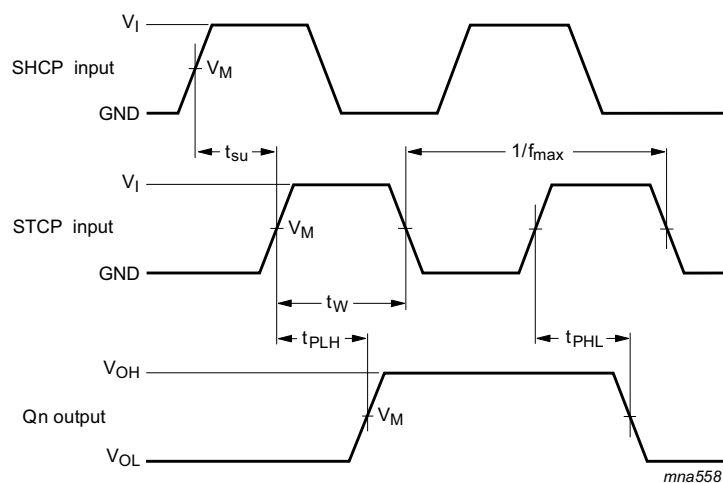 VI
SHCP input
VM
GND
tsu
1/fmax
VI
STCP input
VM
GND
tW
tPLH
tPHL
VOH
Qn output
VM
VOL
mna558